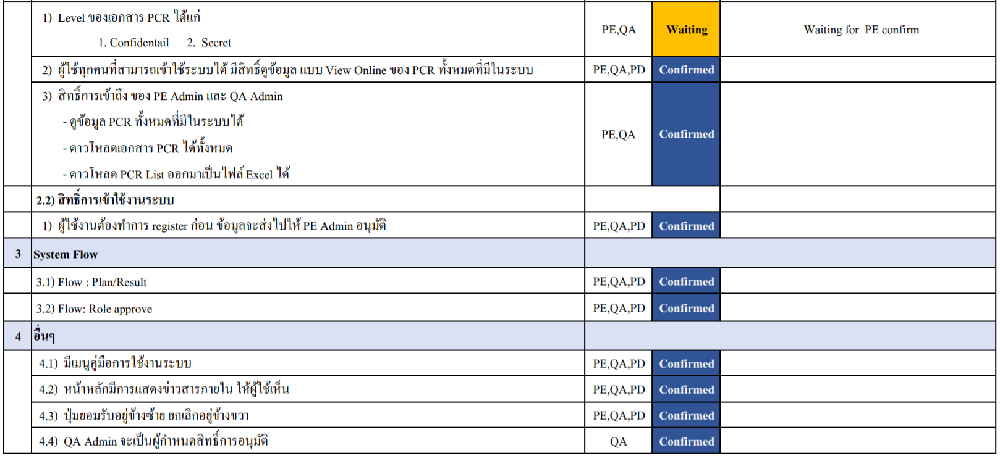 1) Level ของเอกสาร PCR ได้แก่
1. Confidentail 2. Secret
PE,QA
Waiting
Waiting for PE confirm
2) ผู้ใช้ทุกคนที่สามารถเข้าใช้ระบบได้ มีสิทธิ์ดูข้อมูล แบบ View Online ของ PCR ทั้งหมดที่มีในระบบ
PE,QA,PD
Confirmed
3) สิทธิ์การเข้าถึง ของ PE Admin และ QA Admin
- ดูข้อมูล PCR ทั้งหมดที่มีในระบบได้
- ดาวโหลดเอกสาร PCR ได้ทั้งหมด
- ดาวโหลด PCR List ออกมาเป็นไฟล์ Excel ได้
PE,QA
Confirmed
2.2) สิทธิ์การเข้าใช้งานระบบ
1) ผู้ใช้งานต้องทำการ register ก่อน ข้อมูลจะส่งไปให้ PE Admin อนุมัติ
PE,QA,PD
Confirmed
3 System Flow
3.1) Flow : Plan/Result
PE,QA,PD
Confirmed
3.2) Flow: Role approve
PE,QA,PD
Confirmed
4 อื่นๆ
4.1) มีเมนูคู่มือการใช้งานระบบ
PE,QA,PD
Confirmed
4.2) หน้าหลักมีการแสดงข่าวสารภายใน ให้ผู้ใช้เห็น
PE,QA,PD
Confirmed
4.3) ปุ่มยอมรับอยู่ข้างซ้าย ยกเลิกอยู่ข้างขวา
PE,QA,PD
Confirmed
4.4) QA Admin จะเป็นผู้กำหนดสิทธิ์การอนุมัติ
QA
Confirmed